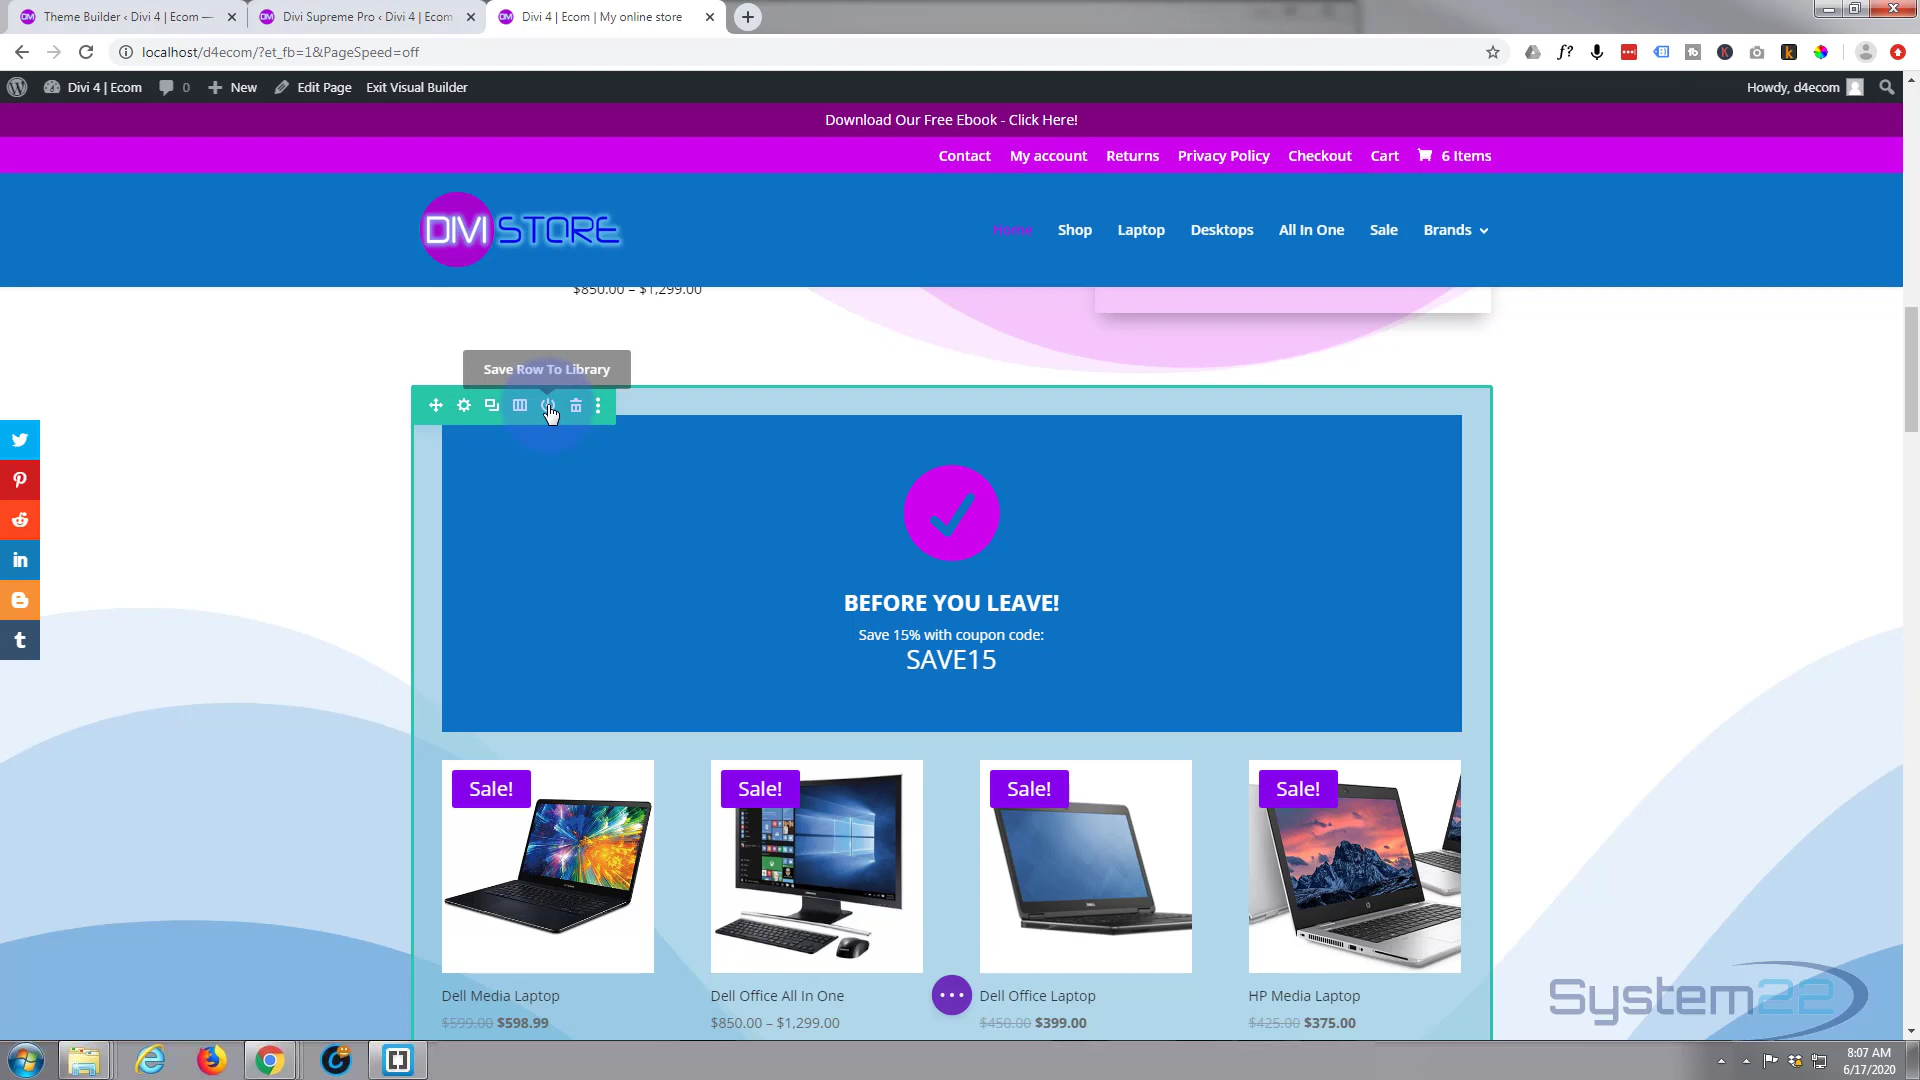 Theme Builder ‹ Divi 4 | Ecom —
Divi Supreme Pro ‹ Divi 4 | Ecom
Divi 4 | Ecom | My online store
localhost/d4ecom/?et_fb=1&PageSpeed=off
Divi 4 | Ecom
0
New
Edit Page
Exit Visual Builder
Howdy, d4ecom
Download Our Free Ebook - Click Here!
Contact
My account
Returns
Privacy Policy
Checkout
Cart
6 Items
DIVI STORE
Home
Shop
Laptop
Desktops
All In One
Sale
Brands
$850.00 – $1,299.00
Save Row To Library
BEFORE YOU LEAVE!
Save 15% with coupon code:
SAVE15
Sale!
Sale!
Sale!
Sale!
Dell Media Laptop
Dell Office All In One
Dell Office Laptop
HP Media Laptop
$599.00 $598.99
$850.00 – $1,299.00
$450.00 $399.00
$425.00 $375.00
System22
8:07 AM
6/17/2020